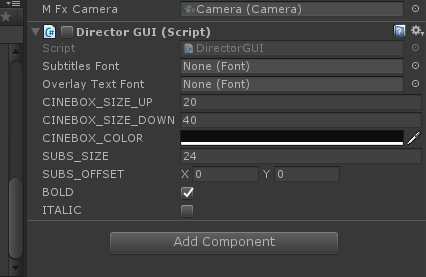 M Fx Camera Camera (Camera)
Director GUI (Script)
Script DirectorGUI
Subtitles Font None (Font)
Overlay Text Font None (Font)
CINEBOX_SIZE_UP 20
CINEBOX_SIZE_DOWN 40
CINEBOX_COLOR
SUBS_SIZE 24
SUBS_OFFSET X 0 Y 0
BOLD
ITALIC
Add Component